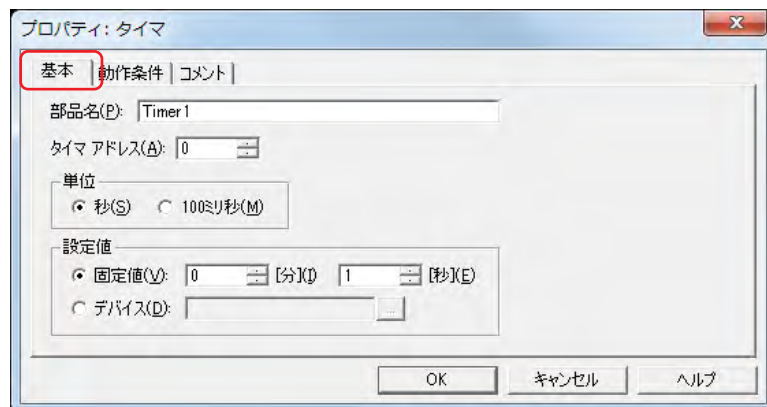 プロパティ: タイマ
基本 動作条件 コメント
部品名(P): Timer1
タイマ アドレス(A): 0
単位
秒(S) 100ミリ秒(M)
設定値
固定値(V): 0 [分](I) 1 [秒](E)
デバイス(D): ...
OK キャンセル ヘルプ